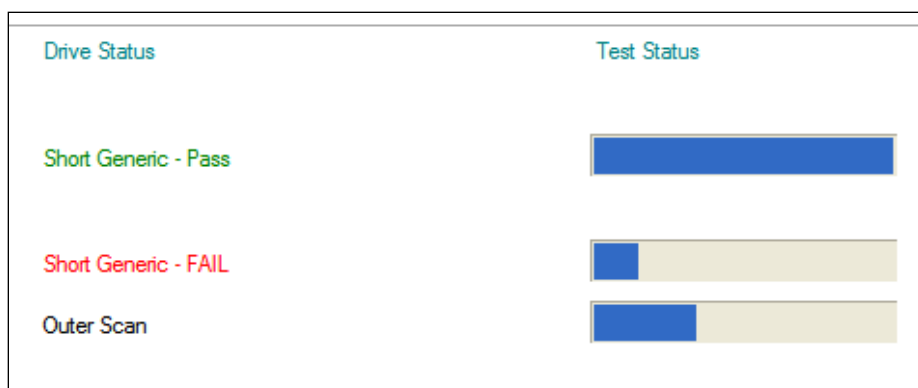 Drive Status Test Status
Short Generic - Pass
Short Generic - FAIL
Outer Scan